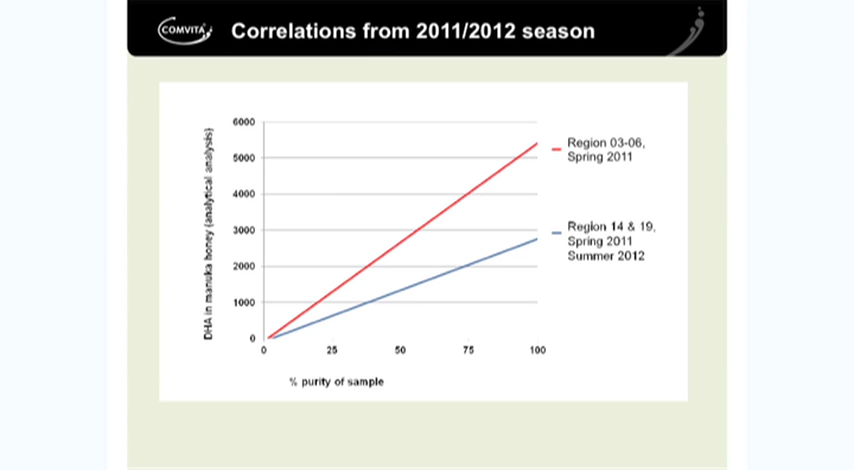 COMVITA
Correlations from 2011/2012 season
DHA in manuka honey (analytical analysis)
6000
5000
4000
3000
2000
1000
0
0 25 50 75 100
% purity of sample
Region 03-06,
Spring 2011
Region 14 & 19,
Spring 2011
Summer 2012